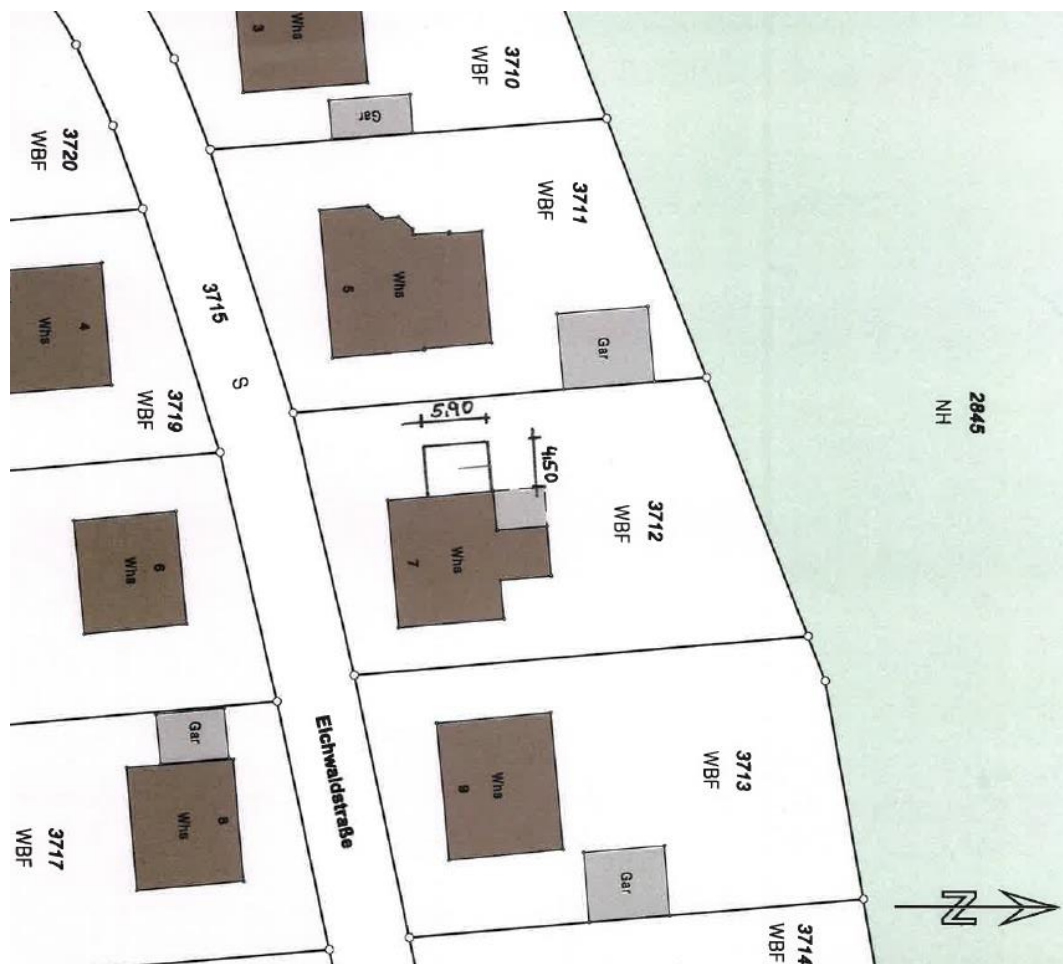 Whs
3
Gar
3710
WBF
3720
WBF
3711
WBF
Whs
5
Gar
3715
S
4
Whs
3719
WBF
5.90
4.50
2845
NH
3712
WBF
Whs
7
6
Whs
Gar
8
Whs
3717
WBF
Eichwaldstraße
3713
WBF
Whs
9
Gar
3714
WBF
N